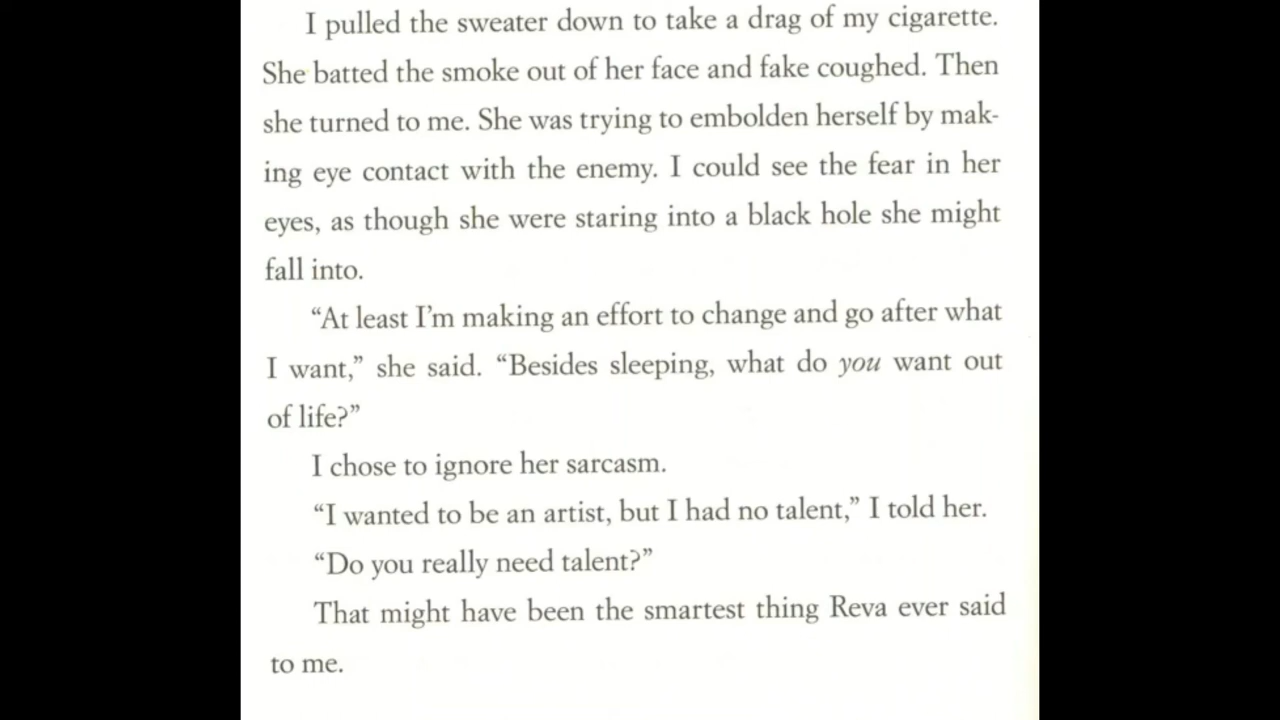 I pulled the sweater down to take a drag of my cigarette.
She batted the smoke out of her face and fake coughed. Then
she turned to me. She was trying to embolden herself by mak-
ing eye contact with the enemy. I could see the fear in her
eyes, as though she were staring into a black hole she might
fall into.
“At least I’m making an effort to change and go after what
I want,” she said. “Besides sleeping, what do you want out
of life?”
I chose to ignore her sarcasm.
“I wanted to be an artist, but I had no talent,” I told her.
“Do you really need talent?”
That might have been the smartest thing Reva ever said
to me.